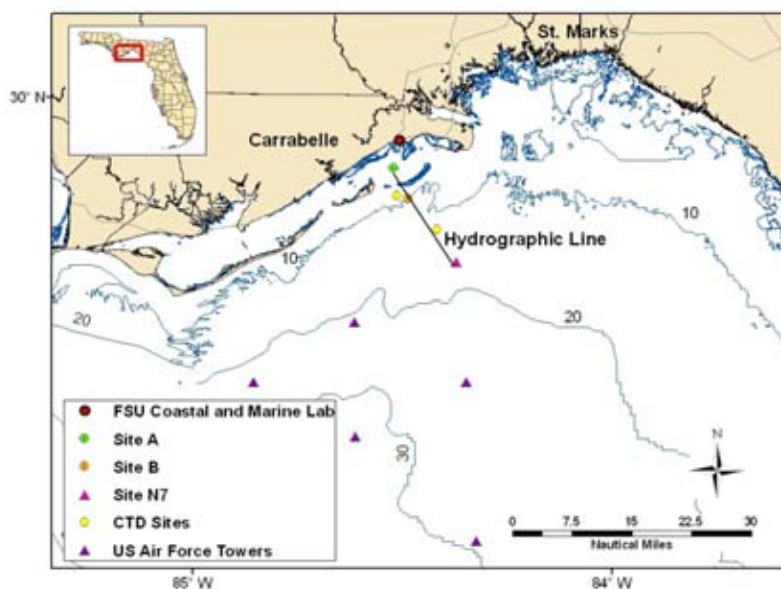 St. Marks
30° N
Carrabelle
10
10
10
Hydrographic Line
20
20
30
FSU Coastal and Marine Lab
Site A
Site B
Site N7
CTD Sites
US Air Force Towers
N
0 7.5 15 22.5 30
Nautical Miles
85° W
84° W